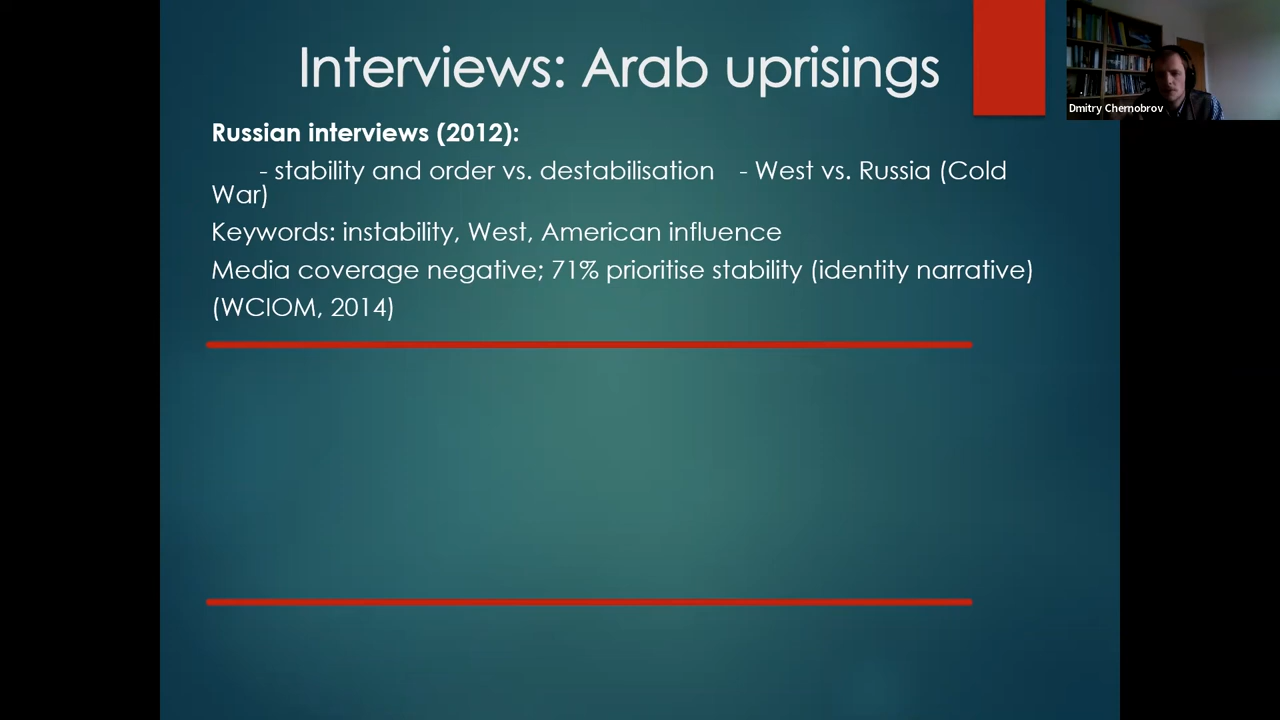 Interviews: Arab uprisings
Dmitry Chernobrov
Russian interviews (2012):
- stability and order vs. destabilisation - West vs. Russia (Cold
War)
Keywords: instability, West, American influence
Media coverage negative; 71% prioritise stability (identity narrative)
(WCIOM, 2014)